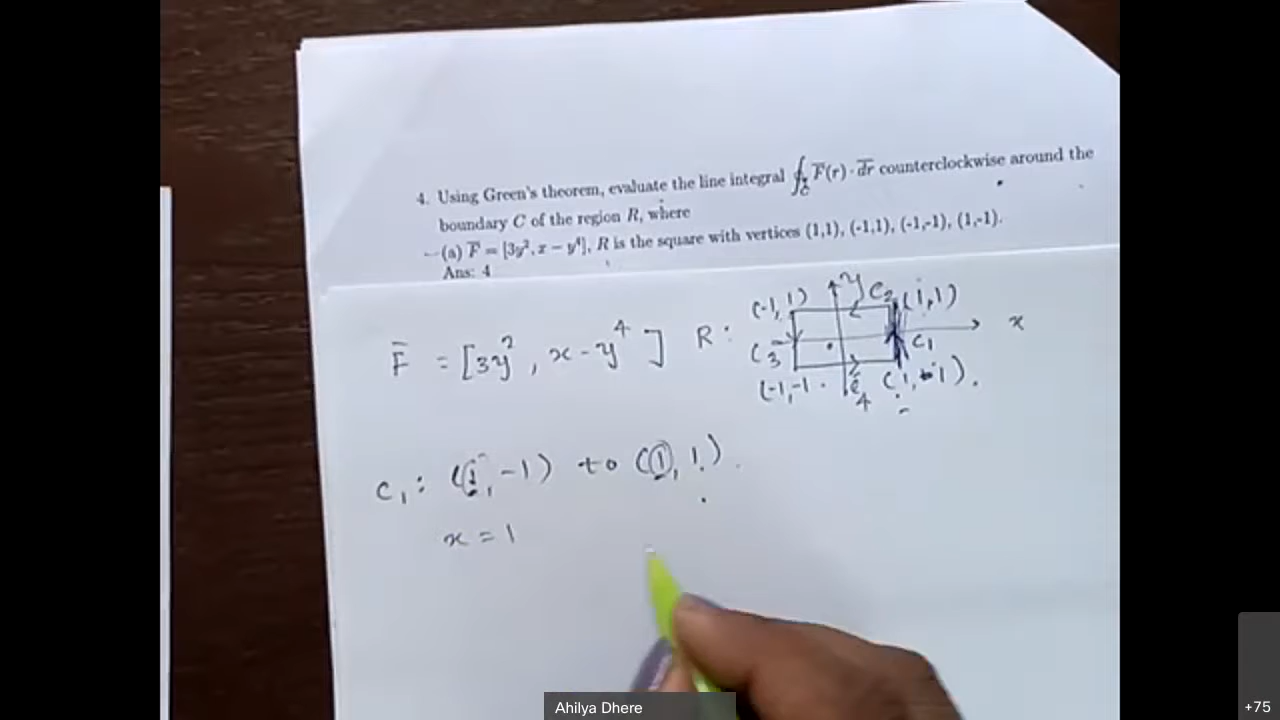 4. Using Green's theorem, evaluate the line integral ∮_C F̅(r) · d̅r̅ counterclockwise around the
boundary C of the region R, where
(a) F̅ = [3y², x − y⁴], R is the square with vertices (1,1), (-1,1), (-1,-1), (1,-1).
Ans: 4
F̅ = [3y², x − y⁴] R:
(-1, 1) y C₂ (1,1)
x
C₃ C₁
(-1,-1 C₄ (1,-1).
C₁: (1, -1) to (1, 1)
x = 1
Ahilya Dhere
+75